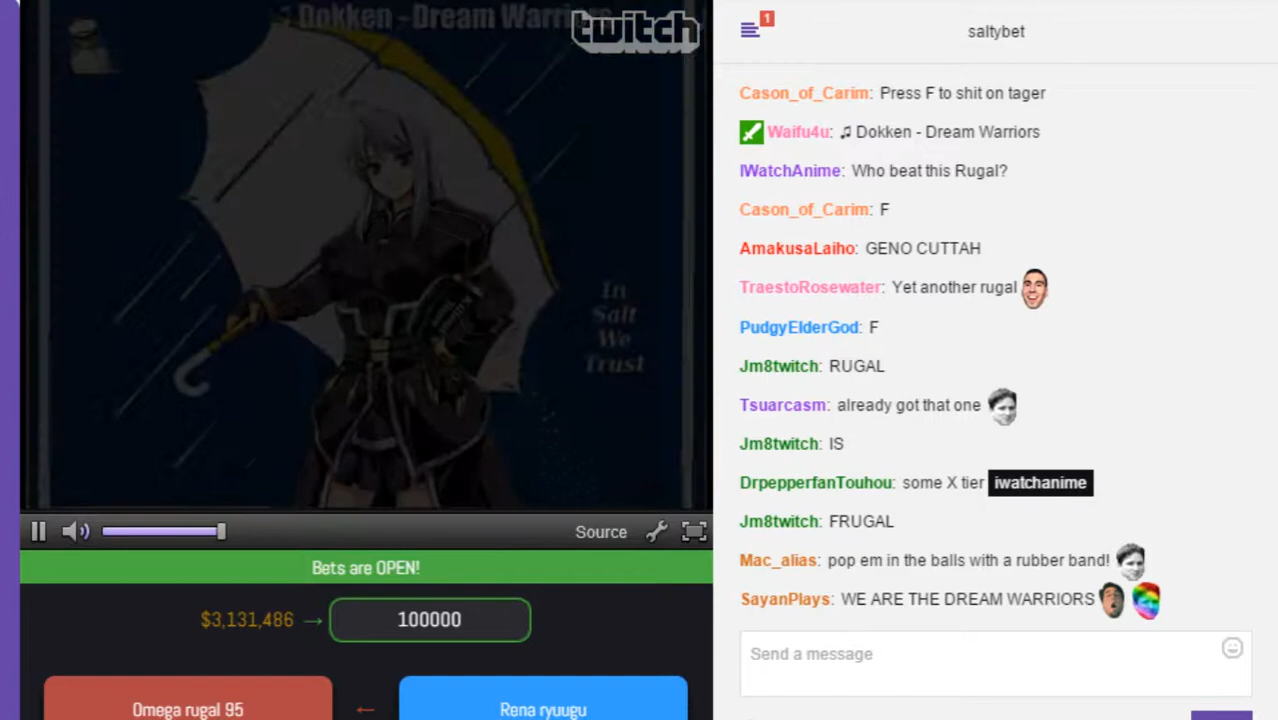 ♫ Dokken - Dream Warriors
twitch
In
Salt
We
Trust
Source
Bets are OPEN!
$3,131,486 → 100000
Omega rugal 95 ← Rena ryuugu
1
saltybet
Cason_of_Carim: Press F to shit on tager
Waifu4u: ♫ Dokken - Dream Warriors
IWatchAnime: Who beat this Rugal?
Cason_of_Carim: F
AmakusaLaiho: GENO CUTTAH
TraestoRosewater: Yet another rugal
PudgyElderGod: F
Jm8twitch: RUGAL
Tsuarcasm: already got that one
Jm8twitch: IS
DrpepperfanTouhou: some X tier iwatchanime
Jm8twitch: FRUGAL
Mac_alias: pop em in the balls with a rubber band!
SayanPlays: WE ARE THE DREAM WARRIORS
Send a message